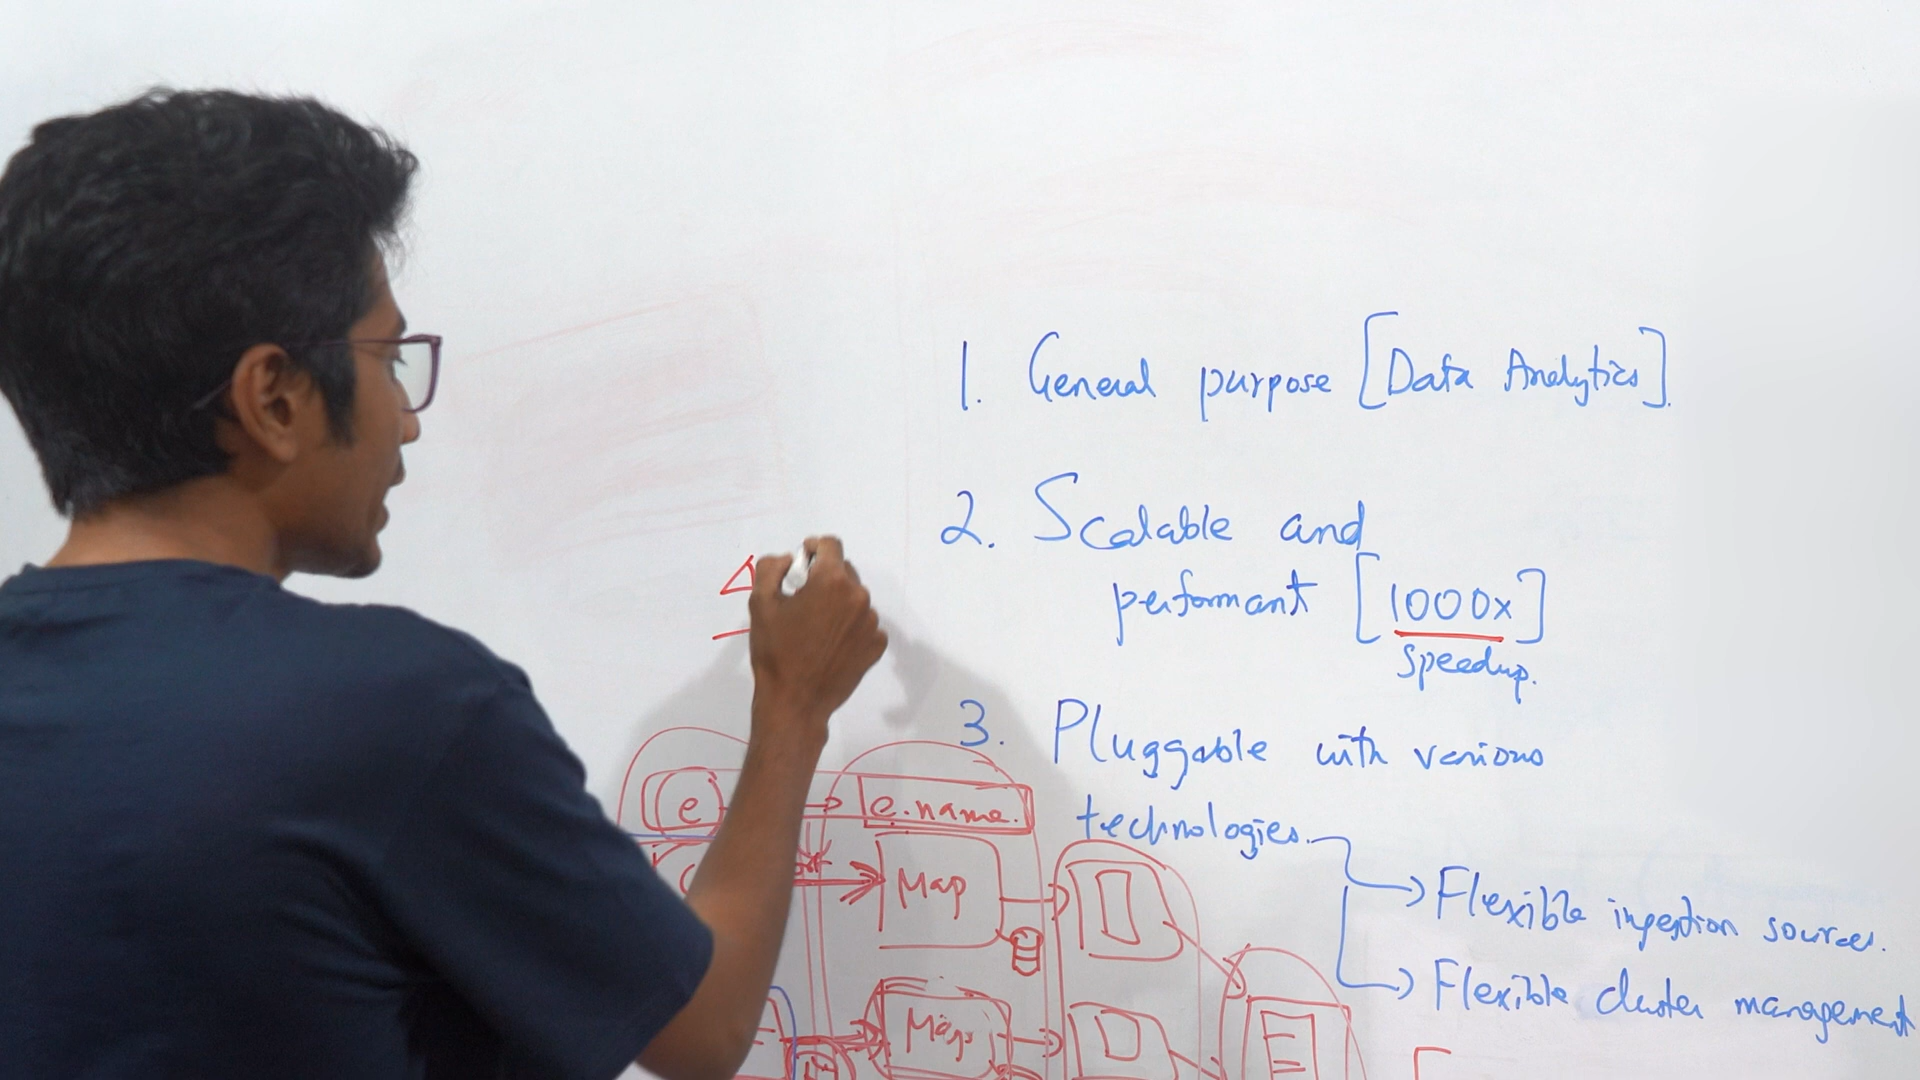 1. General purpose [Data Analytics]
2. Scalable and
performant [1000x]
speedup.
3. Pluggable with various
technologies.
Flexible ingestion sources.
Flexible cluster management
e
e.name.
Map
Map